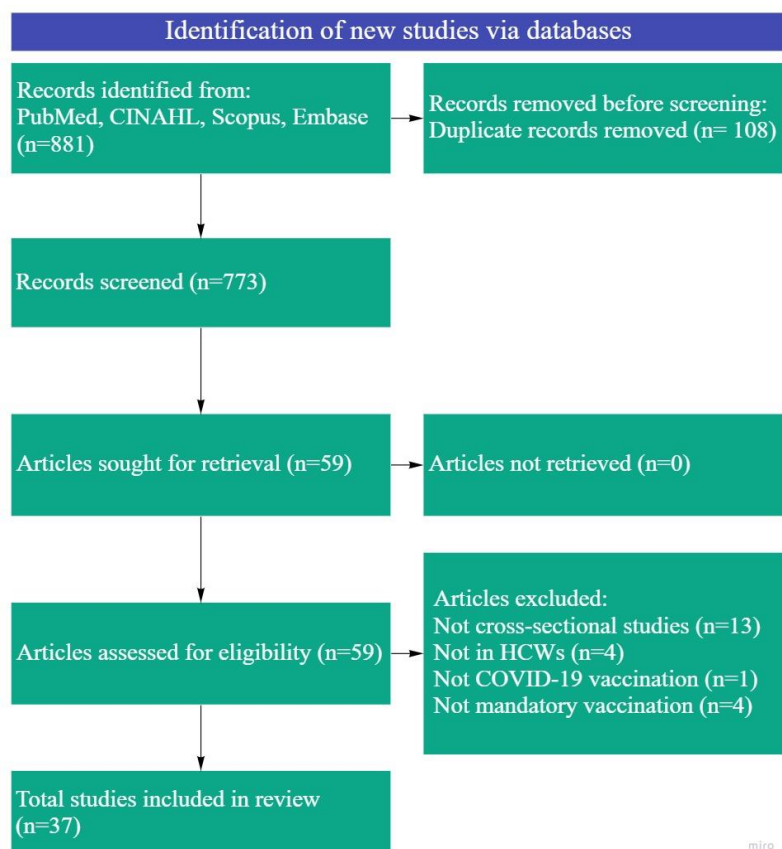 Identification of new studies via databases
Records identified from:
PubMed, CINAHL, Scopus, Embase
(n=881)
Records removed before screening:
Duplicate records removed (n= 108)
Records screened (n=773)
Articles sought for retrieval (n=59)
Articles not retrieved (n=0)
Articles assessed for eligibility (n=59)
Articles excluded:
Not cross-sectional studies (n=13)
Not in HCWs (n=4)
Not COVID-19 vaccination (n=1)
Not mandatory vaccination (n=4)
Total studies included in review
(n=37)
miro